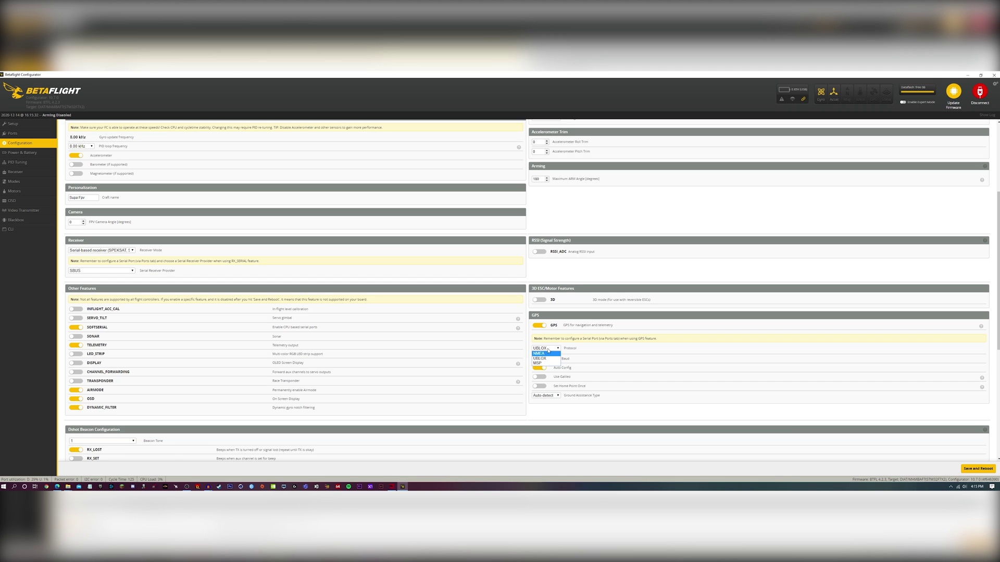 Betaflight Configurator
BETAFLIGHT
Configurator: 10.7.0
Firmware: BTFL 4.2.3
Target: DIAT/MAMBAF7(STM32F7X2)
0.85V (USB)
Gyro
Accel
Dataflash: free 0B
Enable Expert Mode
Update Firmware
Disconnect
2020-12-14 @ 16:15:32 -- Arming Disabled
Show Log
Setup
Ports
Configuration
Power & Battery
PID Tuning
Receiver
Modes
Motors
OSD
Video Transmitter
Blackbox
CLI
Note: Make sure your FC is able to operate at these speeds! Check CPU and cycletime stability. Changing this may require PID re-tuning. TIP: Disable Accelerometer and other sensors to gain more performance.
8.00 kHz Gyro update frequency
8.00 kHz PID loop frequency
Accelerometer
Barometer (if supported)
Magnetometer (if supported)
Personalization
Supa Fpv Craft name
Camera
0 FPV Camera Angle [degrees]
Accelerometer Trim
0 Accelerometer Roll Trim
0 Accelerometer Pitch Trim
Arming
180 Maximum ARM Angle [degrees]
Receiver
Serial-based receiver (SPEKSAT, S Receiver Mode
Note: Remember to configure a Serial Port (via Ports tab) and choose a Serial Receiver Provider when using RX_SERIAL feature.
SBUS Serial Receiver Provider
RSSI (Signal Strength)
RSSI_ADC Analog RSSI input
Other Features
Note: Not all features are supported by all flight controllers. If you enable a specific feature, and it is disabled after you hit 'Save and Reboot', it means that this feature is not supported on your board.
INFLIGHT_ACC_CAL In-flight level calibration
SERVO_TILT Servo gimbal
SOFTSERIAL Enable CPU based serial ports
SONAR Sonar
TELEMETRY Telemetry output
LED_STRIP Multi-color RGB LED strip support
DISPLAY OLED Screen Display
CHANNEL_FORWARDING Forward aux channels to servo outputs
TRANSPONDER Race Transponder
AIRMODE Permanently enable Airmode
OSD On Screen Display
DYNAMIC_FILTER Dynamic gyro notch filtering
3D ESC/Motor Features
3D 3D mode (for use with reversible ESCs)
GPS
GPS GPS for navigation and telemetry
Note: Remember to configure a Serial Port (via Ports tab) when using GPS feature.
UBLOX Protocol
NMEA
UBLOX Baud
MSP
Auto Config
Use Galileo
Set Home Point Once
Auto-detect Ground Assistance Type
Dshot Beacon Configuration
1 Beacon Tone
RX_LOST Beeps when TX is turned off or signal lost (repeat until TX is okay)
RX_SET Beeps when aux channel is set for beep
Save and Reboot
Port utilization: D: 29% U: 1% Packet error: 0 I2C error: 0 Cycle Time: 125 CPU Load: 3%
Firmware: BTFL 4.2.3, Target: DIAT/MAMBAF7(STM32F7X2), Configurator: 10.7.0 (4f646390)
64
4:15 PM